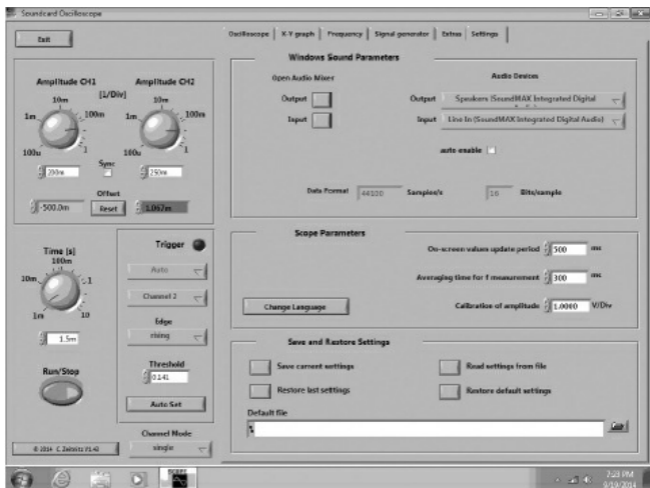 Soundcard Oscilloscope
Exit
Oscilloscope X-Y graph Frequency Signal generator Extras Settings
Amplitude CH1
Amplitude CH2
[1/Div]
10m
10m
1m
100m
1m
100m
100u
1
100u
1
Sync
200m
250m
Offset
-500.0m
Reset
1.067m
Time [s]
100m
10m
1
1m
10
1.5m
Run/Stop
Trigger
Auto
Channel 2
Edge
rising
Threshold
0.141
Auto Set
Channel Mode
single
© 2014 C. Zeitnitz V1.43
Windows Sound Parameters
Open Audio Mixer
Output
Input
Audio Devices
Output Speakers (SoundMAX Integrated Digital
Input Line In (SoundMAX Integrated Digital Audio)
auto-enable
Data Format 44100 Samples/s 16 Bits/sample
Scope Parameters
On-screen values update period 500 ms
Averaging time for f measurement 300 ms
Change Language
Calibration of amplitude 1.0000 V/Div
Save and Restore Settings
Save current settings
Read settings from file
Restore last settings
Restore default settings
Default file
SCOPE
7:23 PM
9/19/2014